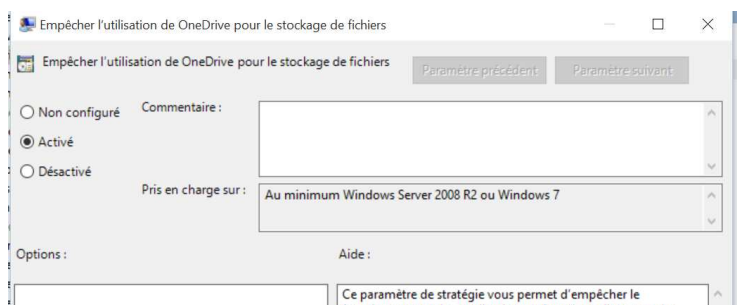 Empêcher l'utilisation de OneDrive pour le stockage de fichiers
Empêcher l'utilisation de OneDrive pour le stockage de fichiers
Paramètre précédent
Paramètre suivant
Non configuré
Commentaire :
Activé
Désactivé
Pris en charge sur :
Au minimum Windows Server 2008 R2 ou Windows 7
Options :
Aide :
Ce paramètre de stratégie vous permet d'empêcher le